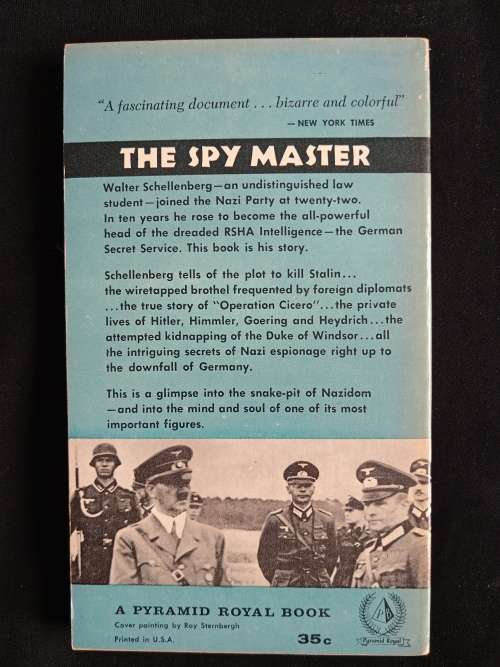 “A fascinating document . . . bizarre and colorful”
—NEW YORK TIMES
THE SPY MASTER
Walter Schellenberg—an undistinguished law
student—joined the Nazi Party at twenty-two.
In ten years he rose to become the all-powerful
head of the dreaded RSHA Intelligence—the German
Secret Service. This book is his story.
Schellenberg tells of the plot to kill Stalin...
the wiretapped brothel frequented by foreign diplomats
...the true story of "Operation Cicero"...the private
lives of Hitler, Himmler, Goering and Heydrich...the
attempted kidnapping of the Duke of Windsor...all
the intriguing secrets of Nazi espionage right up to
the downfall of Germany.
This is a glimpse into the snake-pit of Nazidom
—and into the mind and soul of one of its most
important figures.
A PYRAMID ROYAL BOOK
Cover painting by Ray Sternbergh
Printed in U.S.A.
35c
Pyramid Royal